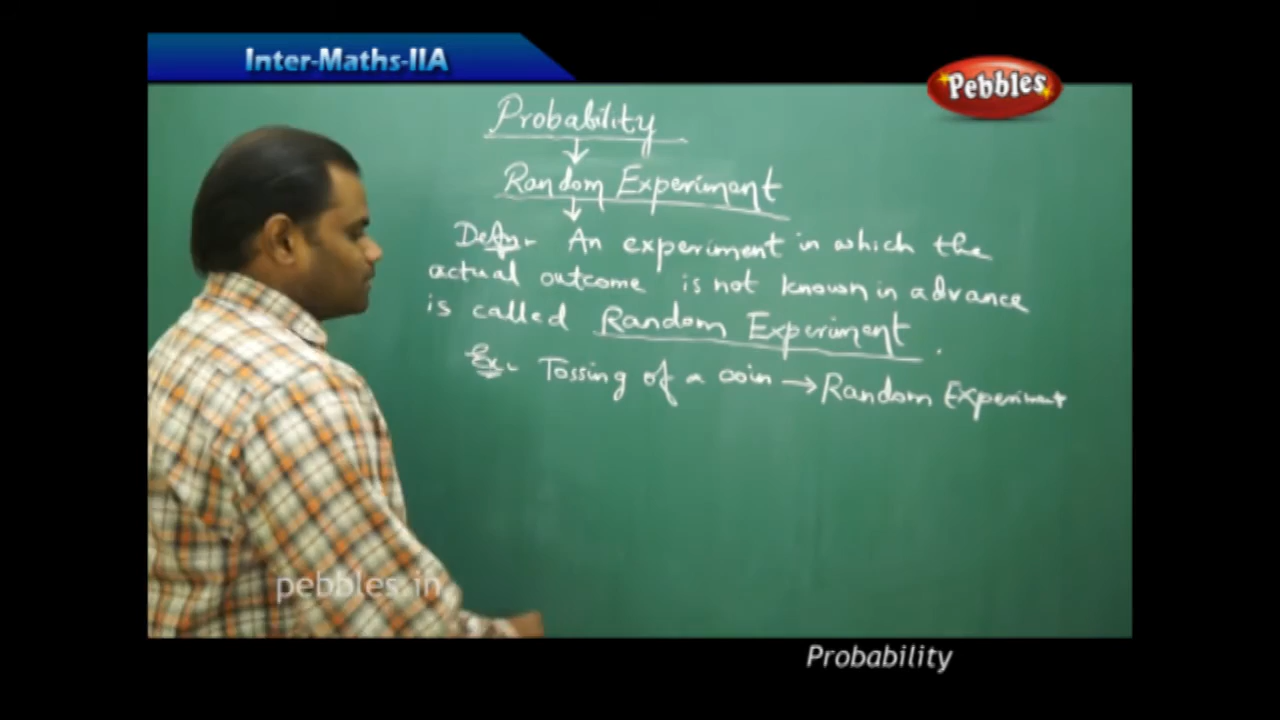 Inter-Maths-IIA
Pebbles
Probability
Random Experiment
Defn. An experiment in which the
actual outcome is not known in advance
is called Random Experiment.
Ex. Tossing of a coin → Random Experiment
pebbles.in
Probability